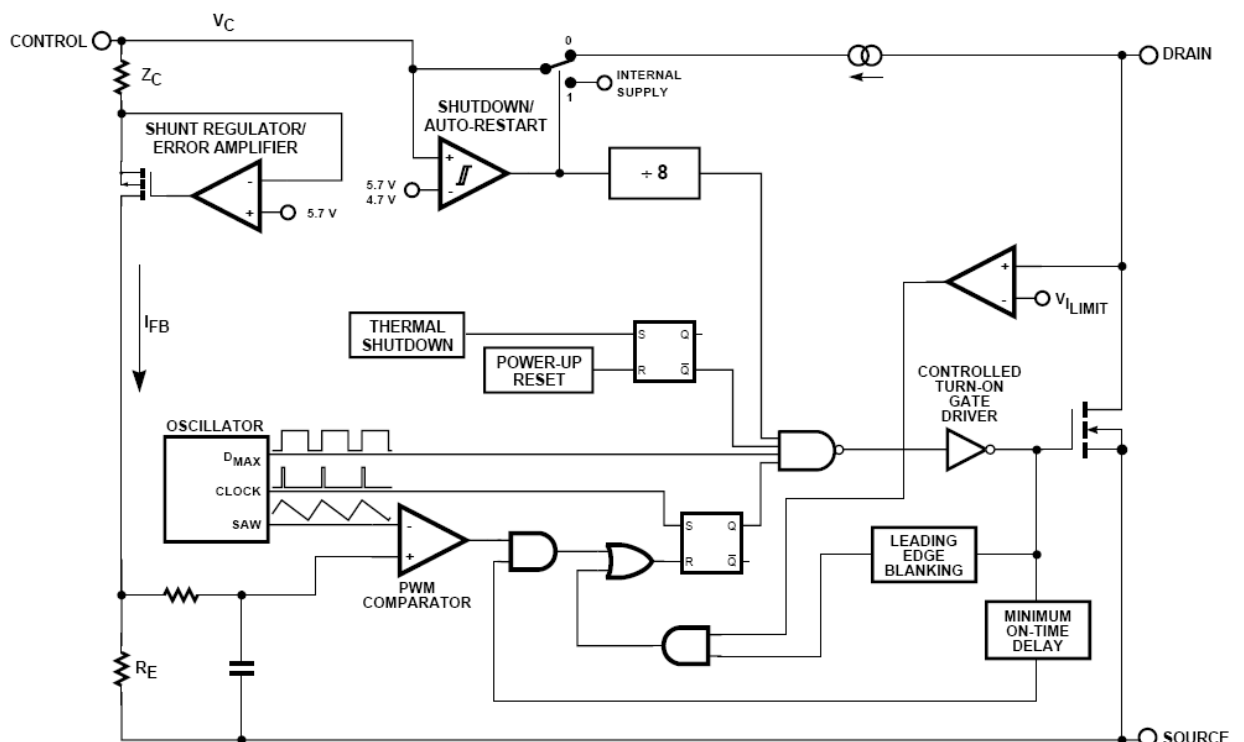 V_C
CONTROL
0
DRAIN
Z_C
INTERNAL
SUPPLY
1
SHUTDOWN/
AUTO-RESTART
SHUNT REGULATOR/
ERROR AMPLIFIER
+
-
÷ 8
5.7 V
4.7 V
-
+
5.7 V
+
-
V_ILIMIT
I_FB
THERMAL
SHUTDOWN
S
Q
POWER-UP
RESET
R
Q̅
CONTROLLED
TURN-ON
GATE
DRIVER
OSCILLATOR
D_MAX
CLOCK
SAW
-
+
PWM
COMPARATOR
S
Q
R
Q̅
LEADING
EDGE
BLANKING
MINIMUM
ON-TIME
DELAY
R_E
SOURCE